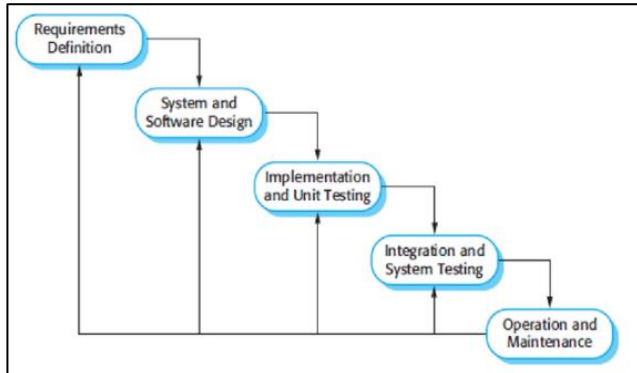 Requirements
Definition
System and
Software Design
Implementation
and Unit Testing
Integration and
System Testing
Operation and
Maintenance